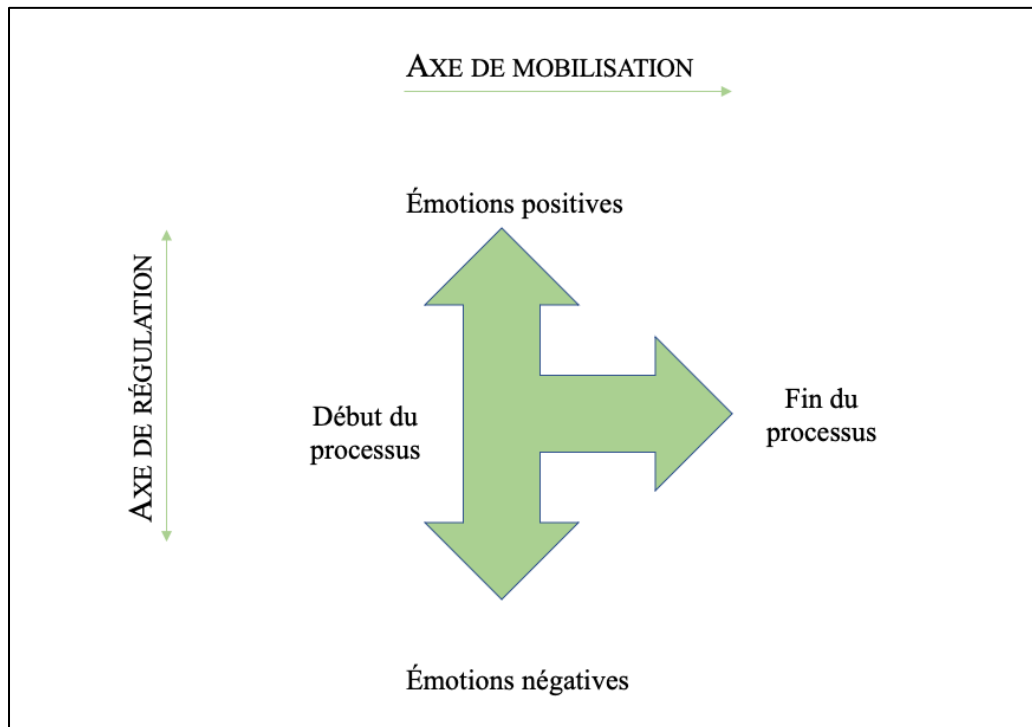 AXE DE MOBILISATION
Émotions positives
AXE DE RÉGULATION
Début du
processus
Fin du
processus
Émotions négatives